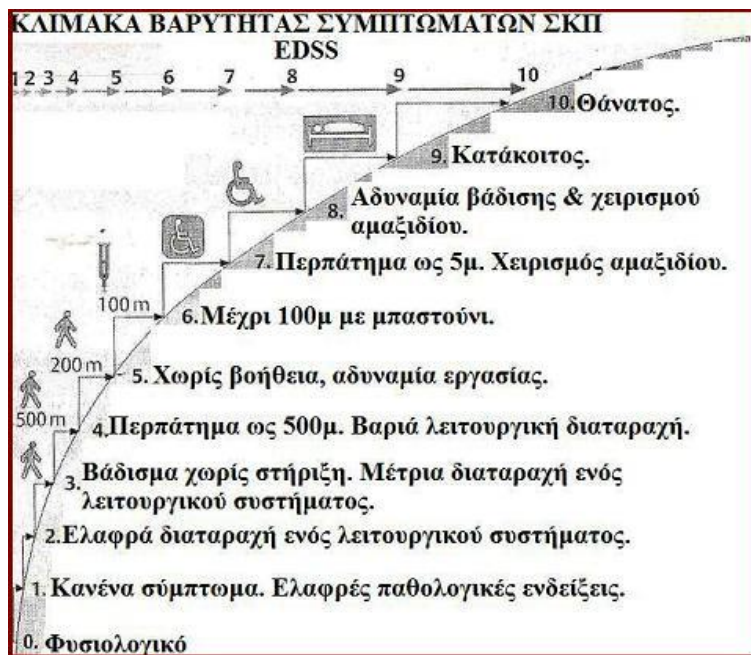 ΚΛΙΜΑΚΑ ΒΑΡΥΤΗΤΑΣ ΣΥΜΠΤΩΜΑΤΩΝ ΣΚΠ
EDSS
1 2 3 4 5 6 7 8 9 10
10. Θάνατος.
9. Κατάκοιτος.
8. Αδυναμία βάδισης & χειρισμού
αμαξιδίου.
7. Περπάτημα ως 5μ. Χειρισμός αμαξιδίου.
100 m
6. Μέχρι 100μ με μπαστούνι.
200 m
5. Χωρίς βοήθεια, αδυναμία εργασίας.
500 m
4. Περπάτημα ως 500μ. Βαριά λειτουργική διαταραχή.
3. Βάδισμα χωρίς στήριξη. Μέτρια διαταραχή ενός
λειτουργικού συστήματος.
2. Ελαφρά διαταραχή ενός λειτουργικού συστήματος.
1. Κανένα σύμπτωμα. Ελαφρές παθολογικές ενδείξεις.
0. Φυσιολογικό